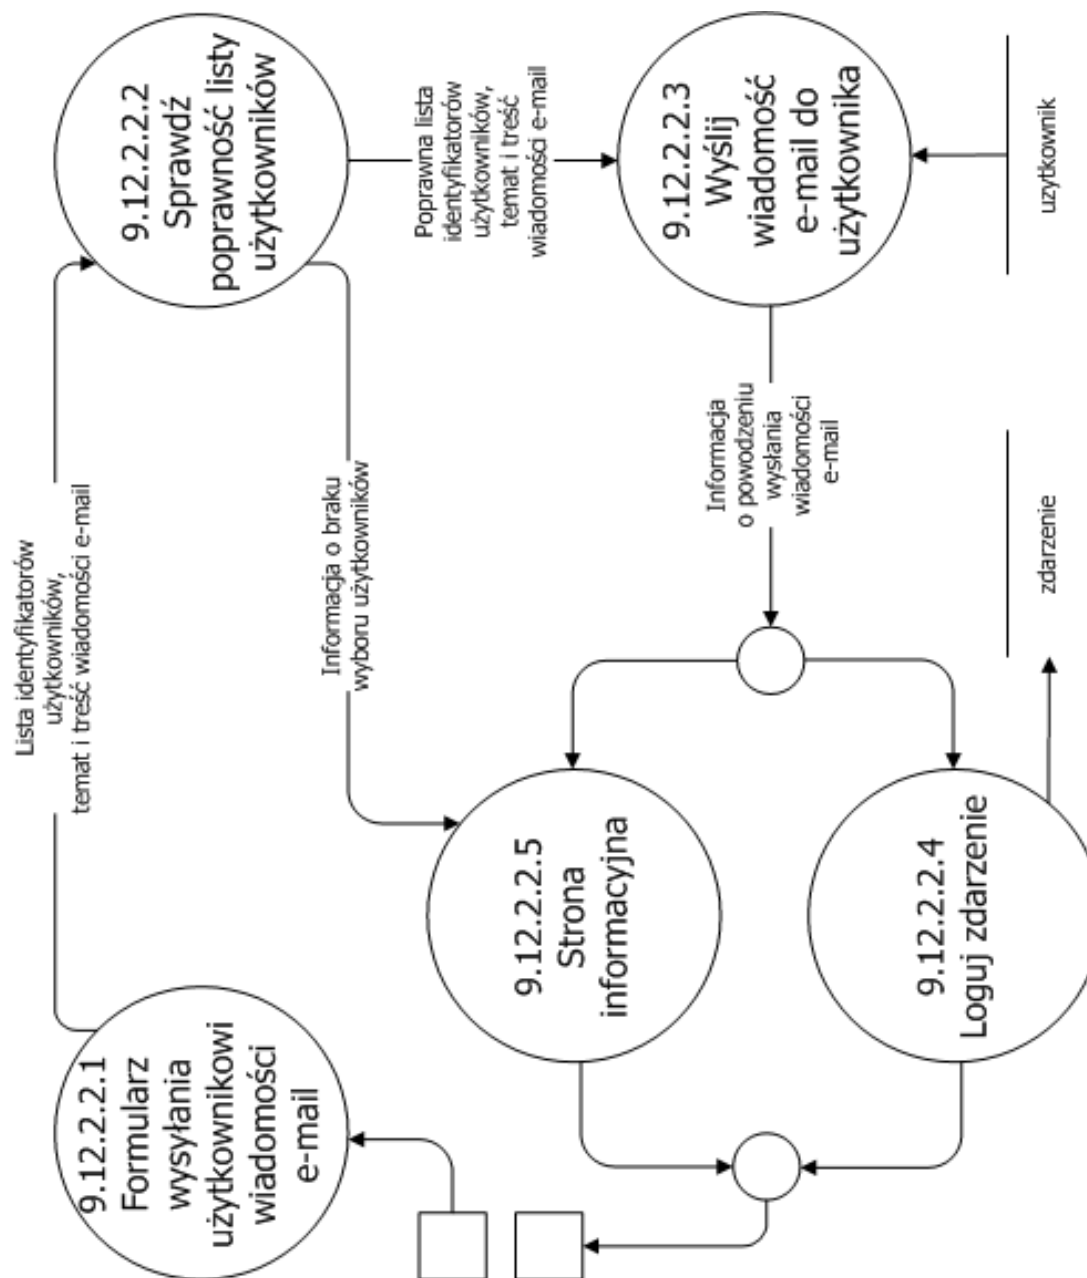 9.12.2.2.1
Formularz
wysyłania
użytkownikowi
wiadomości
e-mail
Lista identyfikatorów
użytkowników,
temat i treść wiadomości e-mail
9.12.2.2.2
Sprawdź
poprawność listy
użytkowników
Informacja o braku
wyboru użytkowników
Poprawna lista
identyfikatorów
użytkowników,
temat i treść
wiadomości e-mail
9.12.2.2.5
Strona
informacyjna
9.12.2.2.3
Wyślij
wiadomość
e-mail do
użytkownika
Informacja
o powodzeniu
wysłania
wiadomości
e-mail
9.12.2.2.4
Loguj zdarzenie
zdarzenie
uzytkownik